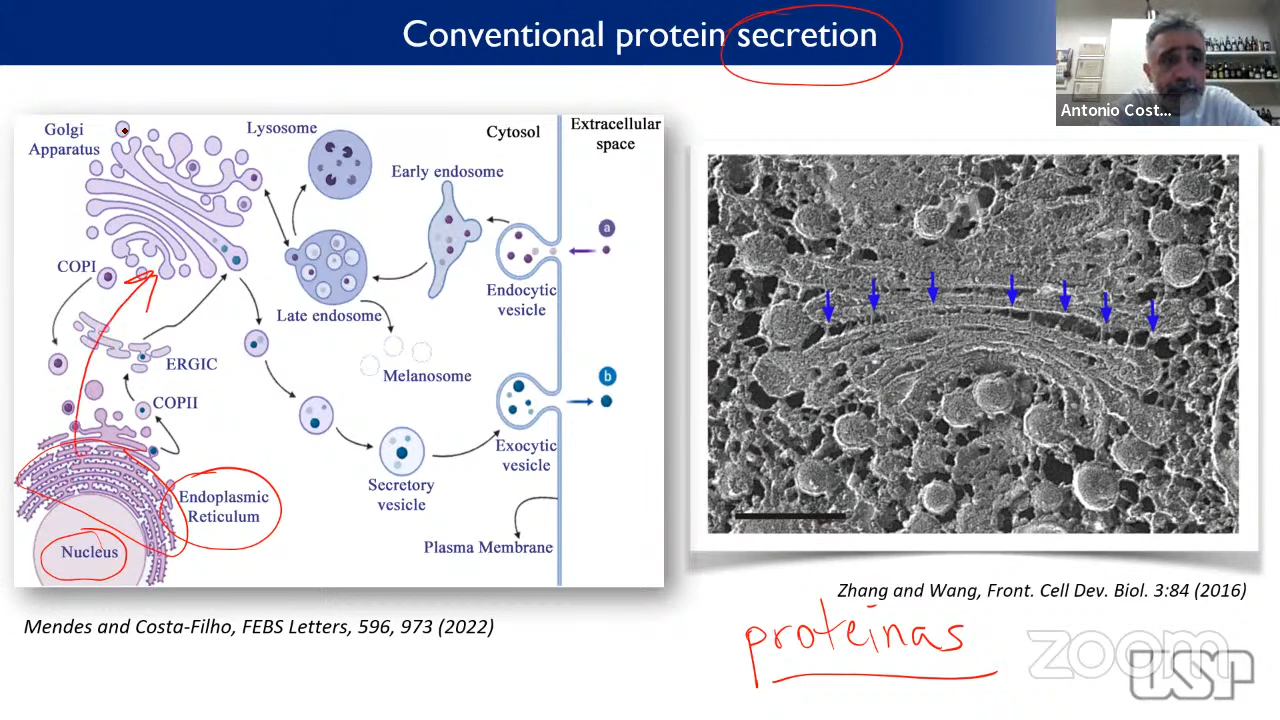 Conventional protein secretion
Antonio Cost...
Golgi
Apparatus
Lysosome
Cytosol
Extracellular
space
Early endosome
a
COPI
Endocytic
vesicle
Late endosome
ERGIC
Melanosome
b
COPII
Exocytic
vesicle
Secretory
vesicle
Endoplasmic
Reticulum
Nucleus
Plasma Membrane
Zhang and Wang, Front. Cell Dev. Biol. 3:84 (2016)
Mendes and Costa-Filho, FEBS Letters, 596, 973 (2022)
proteinas
zoom
USP